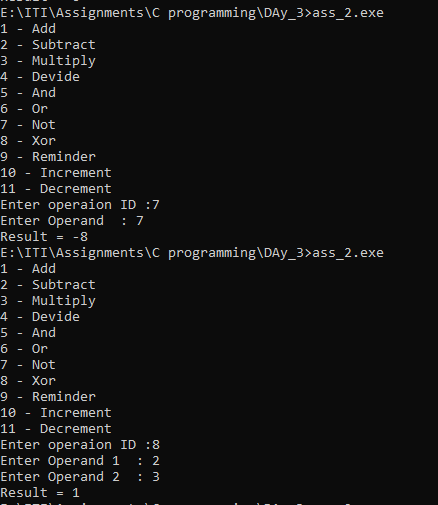 E:\ITI\Assignments\C programming\DAy_3>ass_2.exe
1 - Add
2 - Subtract
3 - Multiply
4 - Devide
5 - And
6 - Or
7 - Not
8 - Xor
9 - Reminder
10 - Increment
11 - Decrement
Enter operaion ID :7
Enter Operand  : 7
Result = -8
E:\ITI\Assignments\C programming\DAy_3>ass_2.exe
1 - Add
2 - Subtract
3 - Multiply
4 - Devide
5 - And
6 - Or
7 - Not
8 - Xor
9 - Reminder
10 - Increment
11 - Decrement
Enter operaion ID :8
Enter Operand 1  : 2
Enter Operand 2  : 3
Result = 1